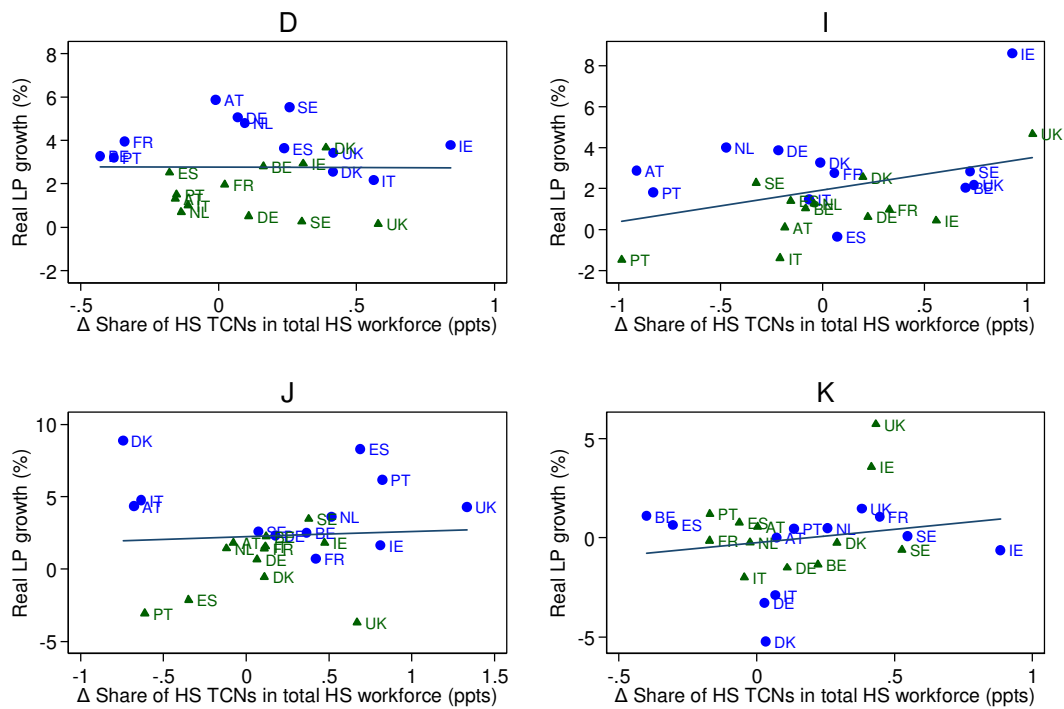 D
Real LP growth (%)
8
6
4
2
0
-2
AT
DE
NL
SE
FR
BE
PT
ES
UK
DK
IT
IE
DK
IE
BE
ES
FR
PT
AT
IT
NL
DE
SE
UK
-.5
0
.5
1
Δ Share of HS TCNs in total HS workforce (ppts)
I
Real LP growth (%)
8
6
4
2
0
-2
IE
NL
DE
DK
AT
FR
SE
PT
UK
BE
IT
ES
UK
SE
DK
ES
BE
NL
FR
DE
IE
AT
IT
PT
-1
-.5
0
.5
1
Δ Share of HS TCNs in total HS workforce (ppts)
J
Real LP growth (%)
10
5
0
-5
DK
ES
PT
IT
AT
UK
NL
SE
DE
BE
IE
FR
SE
BE
AT
IT
IE
NL
FR
DE
DK
ES
PT
UK
-1
-.5
0
.5
1
1.5
Δ Share of HS TCNs in total HS workforce (ppts)
K
Real LP growth (%)
5
0
-5
BE
ES
UK
FR
PT
NL
AT
SE
IE
IT
DE
DK
UK
IE
PT
ES
AT
FR
NL
DK
SE
BE
DE
IT
-.5
0
.5
1
Δ Share of HS TCNs in total HS workforce (ppts)